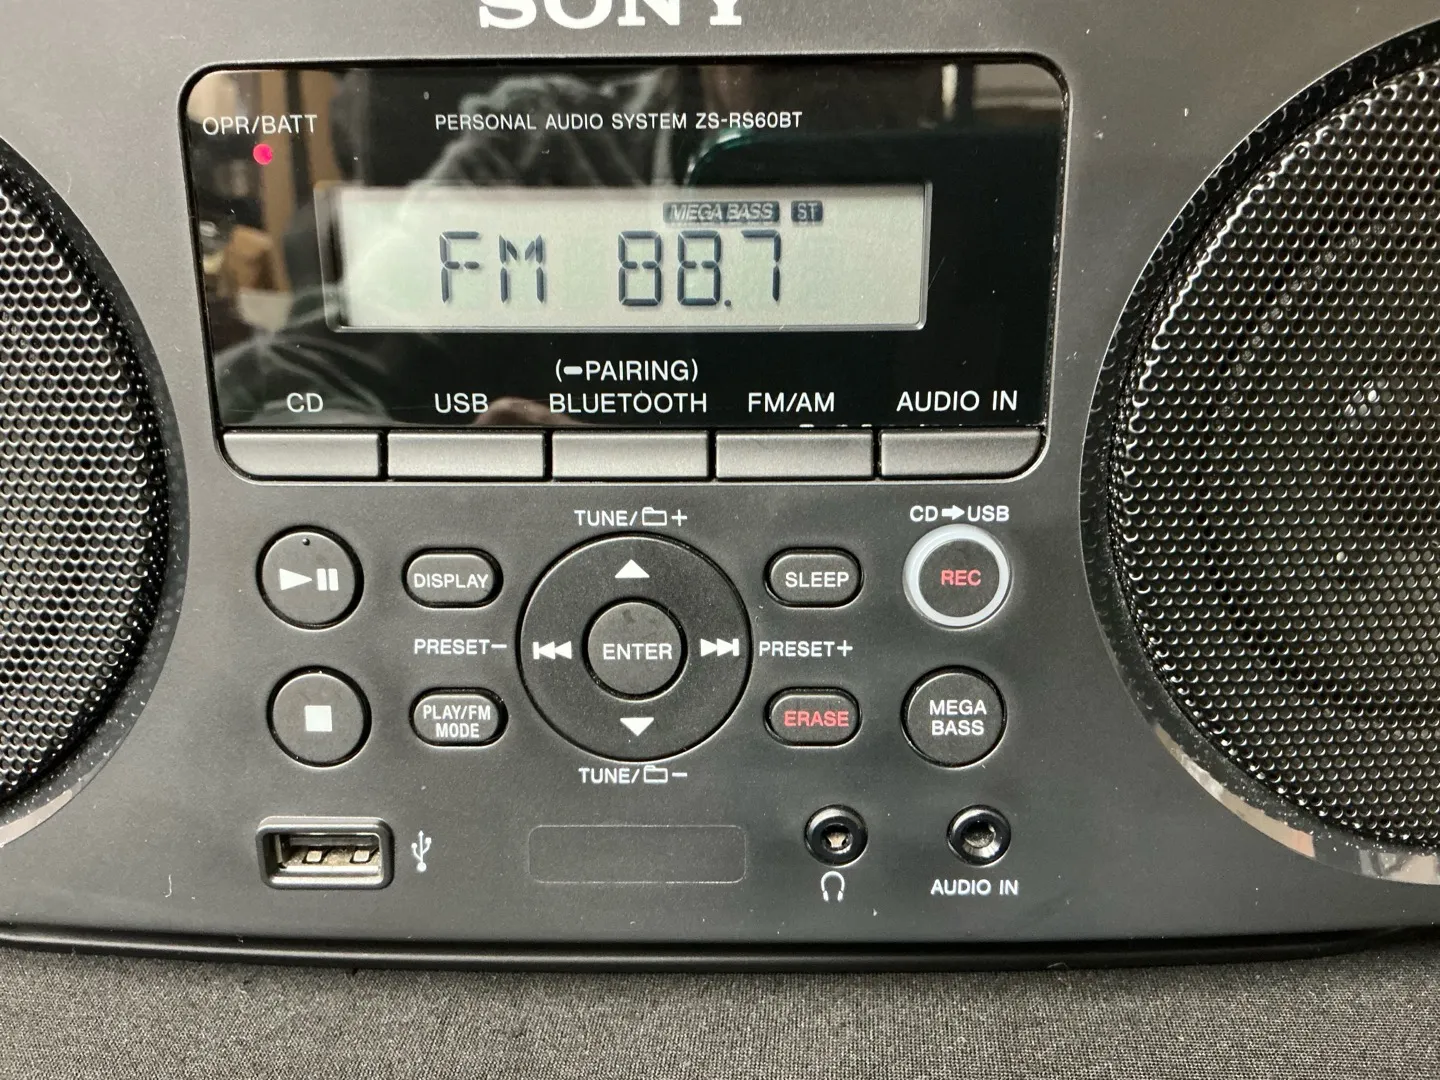 SONY
OPR/BATT
PERSONAL AUDIO SYSTEM ZS-RS60BT
MEGA BASS ST
FM 88.7
(PAIRING)
CD USB BLUETOOTH FM/AM AUDIO IN
TUNE/ +
CD➡USB
DISPLAY
SLEEP
REC
PRESET−
ENTER
PRESET+
PLAY/FM
MODE
ERASE
MEGA
BASS
TUNE/ −
AUDIO IN